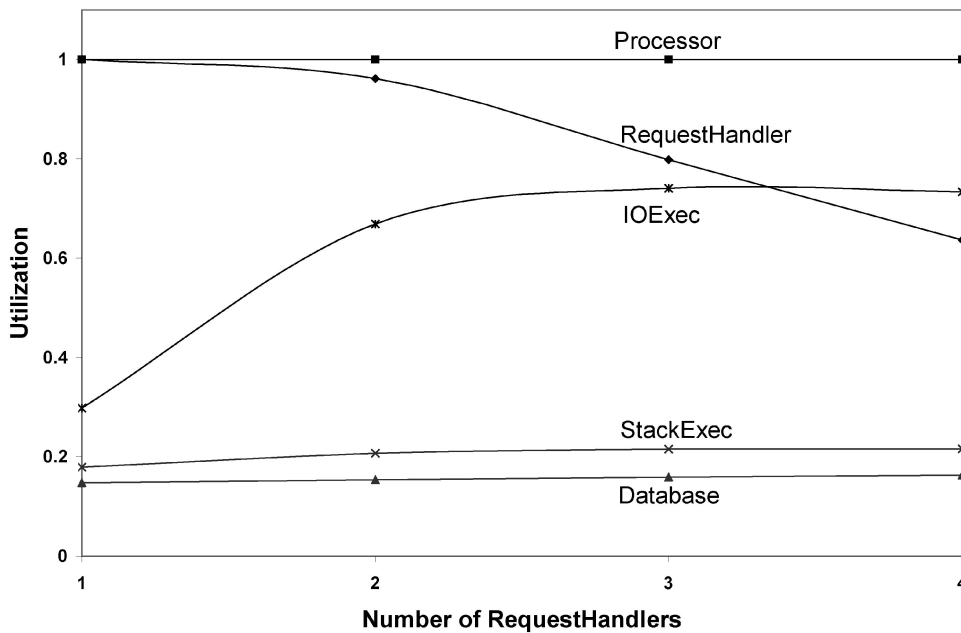 Processor
1
RequestHandler
0.8
IOExec
0.6
Utilization
0.4
StackExec
0.2
Database
0
1 2 3 4
Number of RequestHandlers